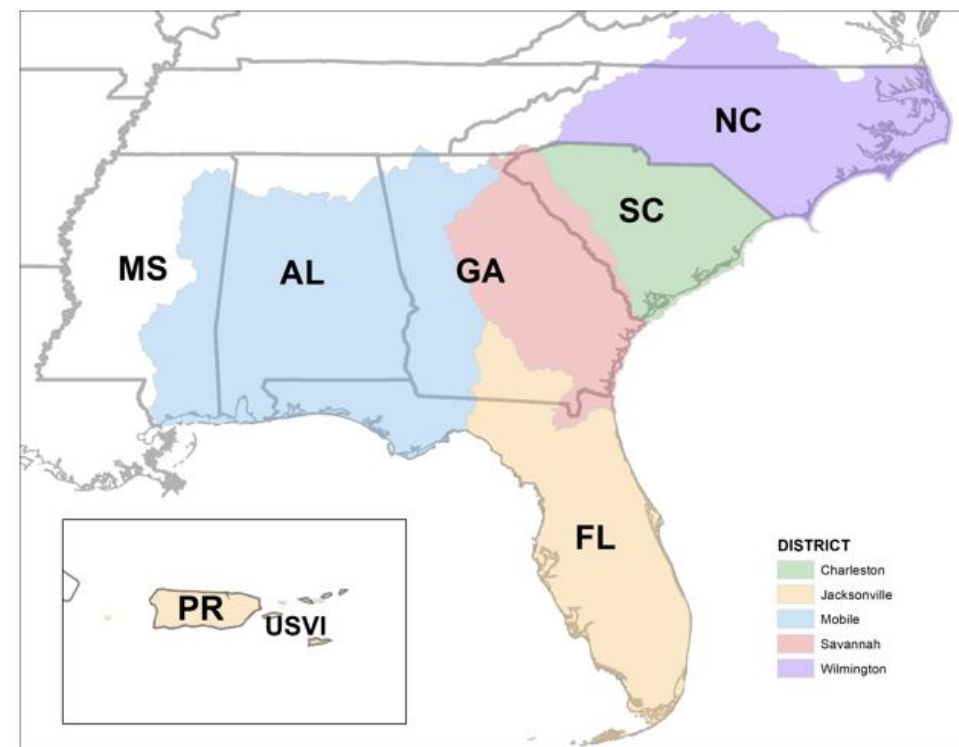 NC
SC
MS
AL
GA
FL
PR
USVI
DISTRICT
Charleston
Jacksonville
Mobile
Savannah
Wilmington